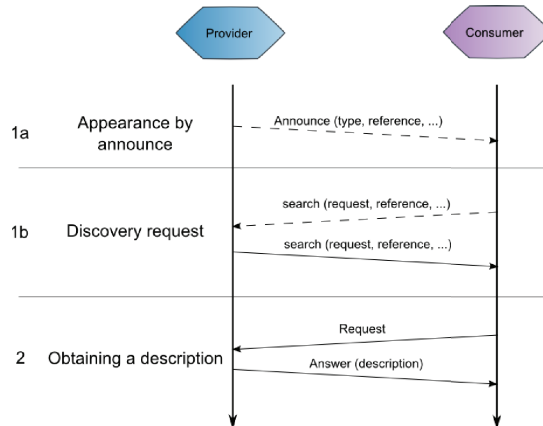 Provider
Consumer
1a
Appearance by
announce
Announce (type, reference, ...)
1b
Discovery request
search (request, reference, ...)
search (request, reference, ...)
2
Obtaining a description
Request
Answer (description)